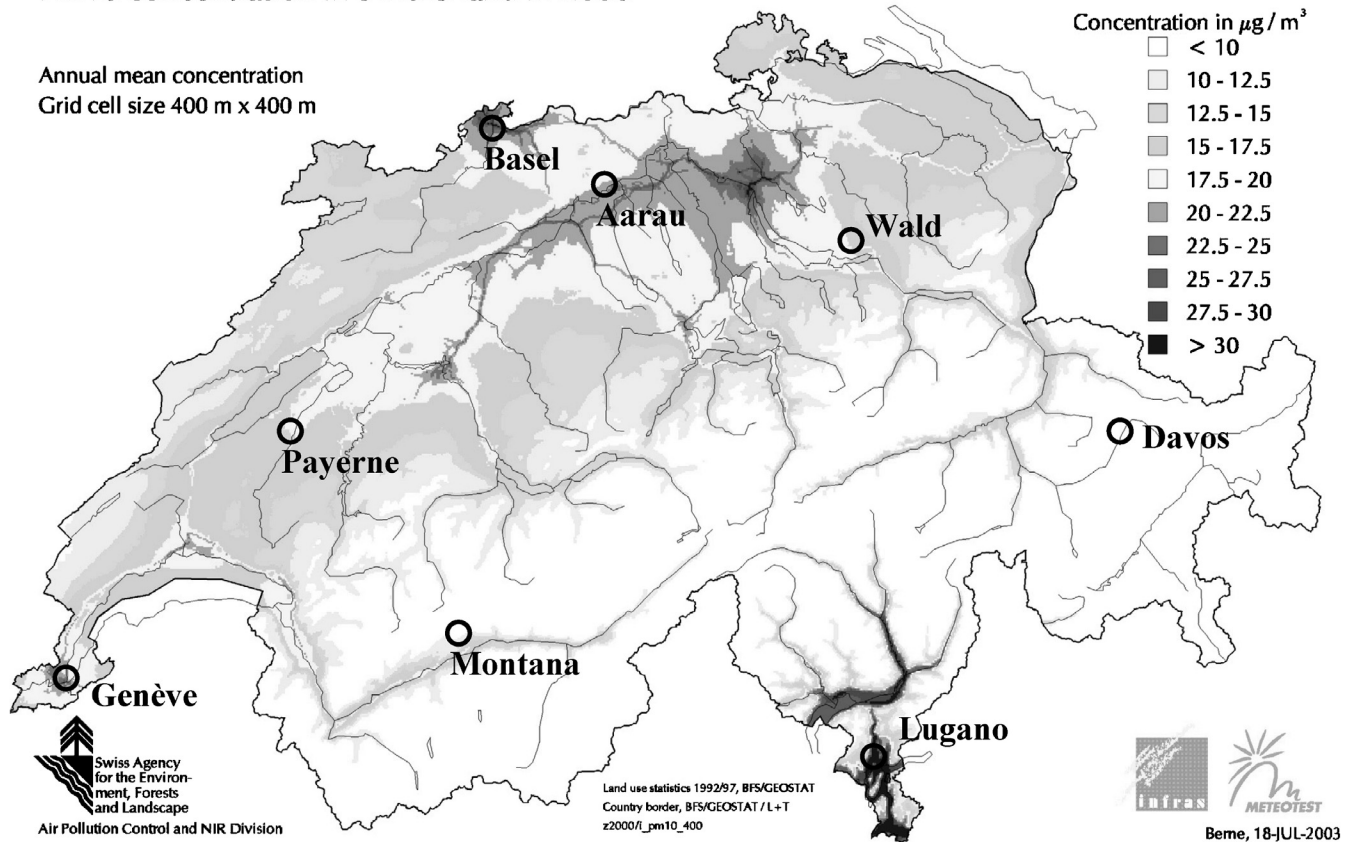 Concentration in μg / m³
< 10
10 - 12.5
12.5 - 15
15 - 17.5
17.5 - 20
20 - 22.5
22.5 - 25
25 - 27.5
27.5 - 30
> 30
Annual mean concentration
Grid cell size 400 m x 400 m
Basel
Aarau
Wald
Payerne
Davos
Montana
Genève
Lugano
Swiss Agency
for the Environ-
ment, Forests
and Landscape
Air Pollution Control and NIR Division
Land use statistics 1992/97, BFS/GEOSTAT
Country border, BFS/GEOSTAT / L+T
z2000/i_pm10_400
infras
METEOTEST
Berne, 18-JUL-2003